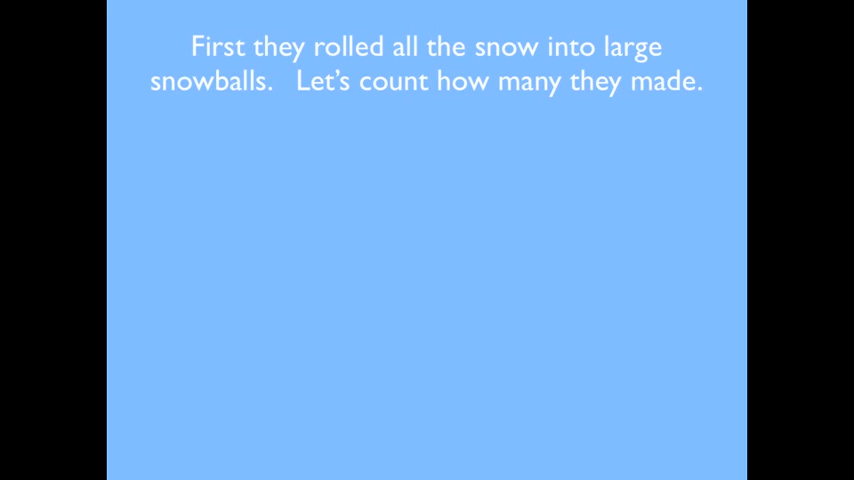 First they rolled all the snow into large
snowballs.   Let’s count how many they made.